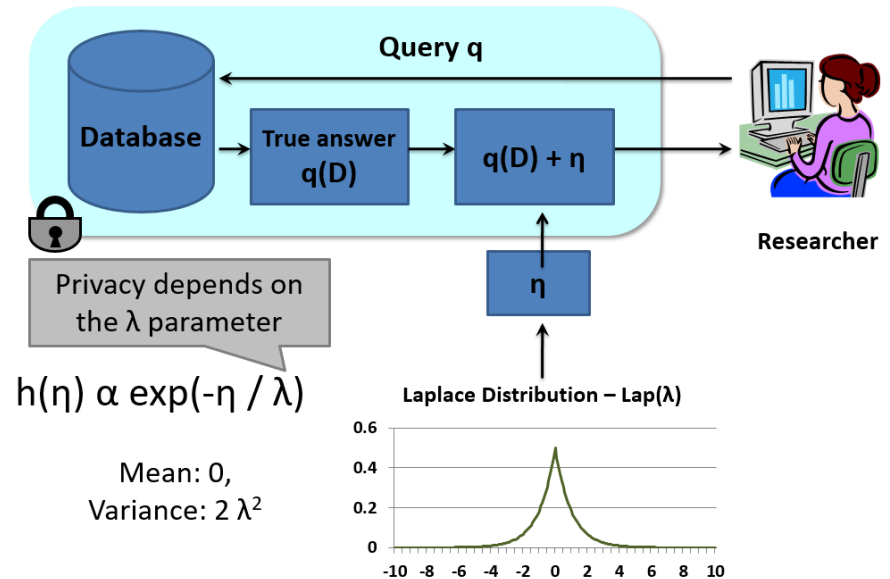 Query q
Database
True answer
q(D)
q(D) + η
Researcher
η
Privacy depends on
the λ parameter
h(η) α exp(-η / λ)
Mean: 0,
Variance: 2 λ²
Laplace Distribution – Lap(λ)
0.6
0.4
0.2
0
-10 -8 -6 -4 -2 0 2 4 6 8 10